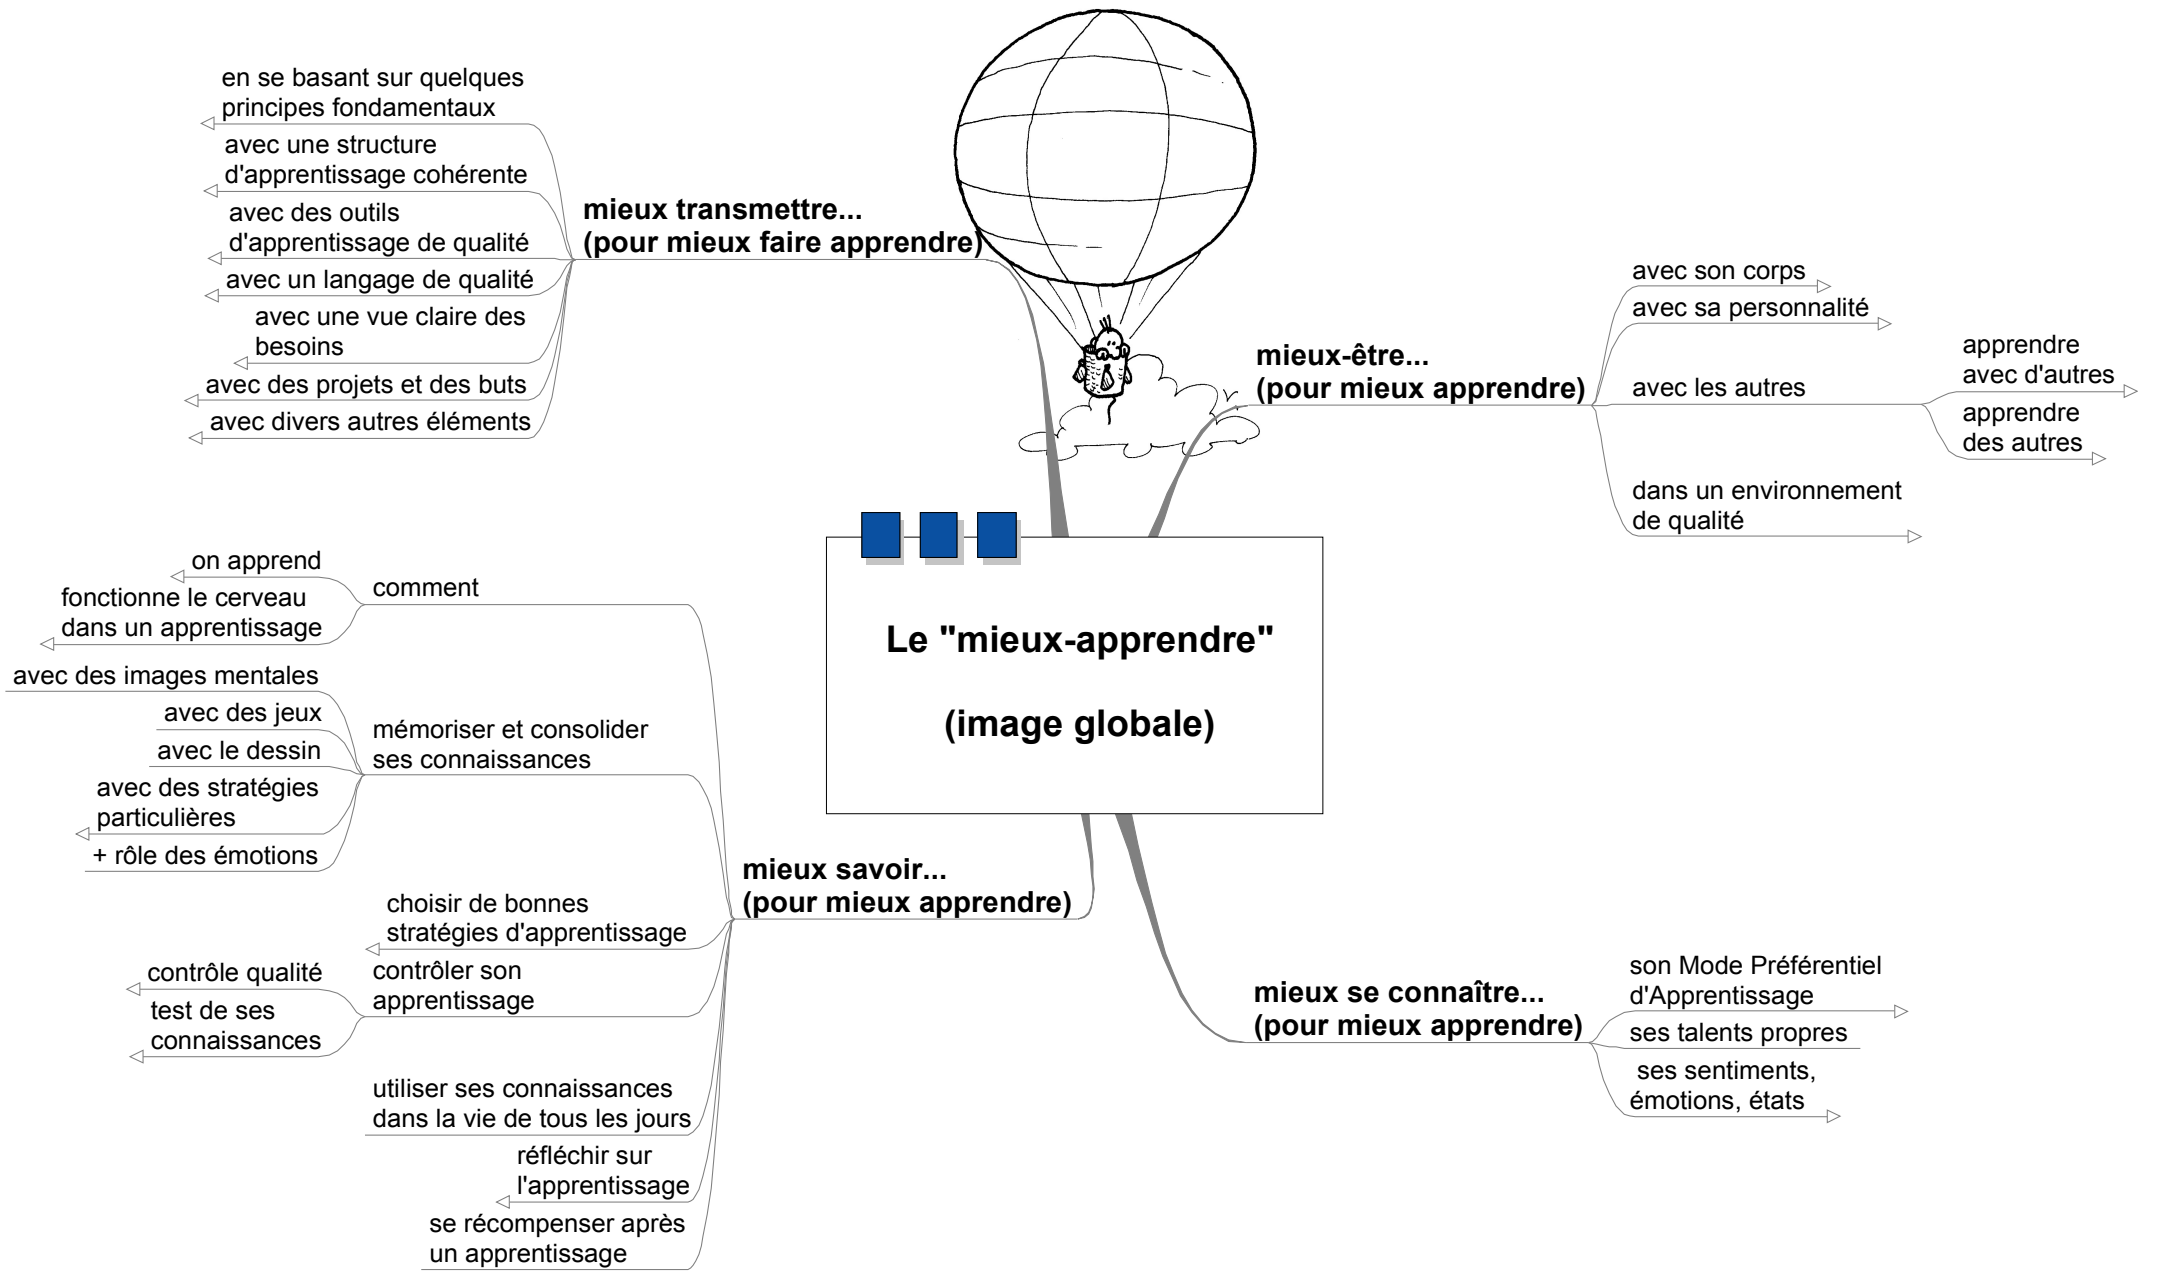 Le "mieux-apprendre"
(image globale)
mieux transmettre...
(pour mieux faire apprendre)
en se basant sur quelques
principes fondamentaux
avec une structure
d'apprentissage cohérente
avec des outils
d'apprentissage de qualité
avec un langage de qualité
avec une vue claire des
besoins
avec des projets et des buts
avec divers autres éléments
mieux-être...
(pour mieux apprendre)
avec son corps
avec sa personnalité
avec les autres
apprendre
avec d'autres
apprendre
des autres
dans un environnement
de qualité
mieux savoir...
(pour mieux apprendre)
comment
on apprend
fonctionne le cerveau
dans un apprentissage
mémoriser et consolider
ses connaissances
avec des images mentales
avec des jeux
avec le dessin
avec des stratégies
particulières
+ rôle des émotions
choisir de bonnes
stratégies d'apprentissage
contrôler son
apprentissage
contrôle qualité
test de ses
connaissances
utiliser ses connaissances
dans la vie de tous les jours
réfléchir sur
l'apprentissage
se récompenser après
un apprentissage
mieux se connaître...
(pour mieux apprendre)
son Mode Préférentiel
d'Apprentissage
ses talents propres
ses sentiments,
émotions, états